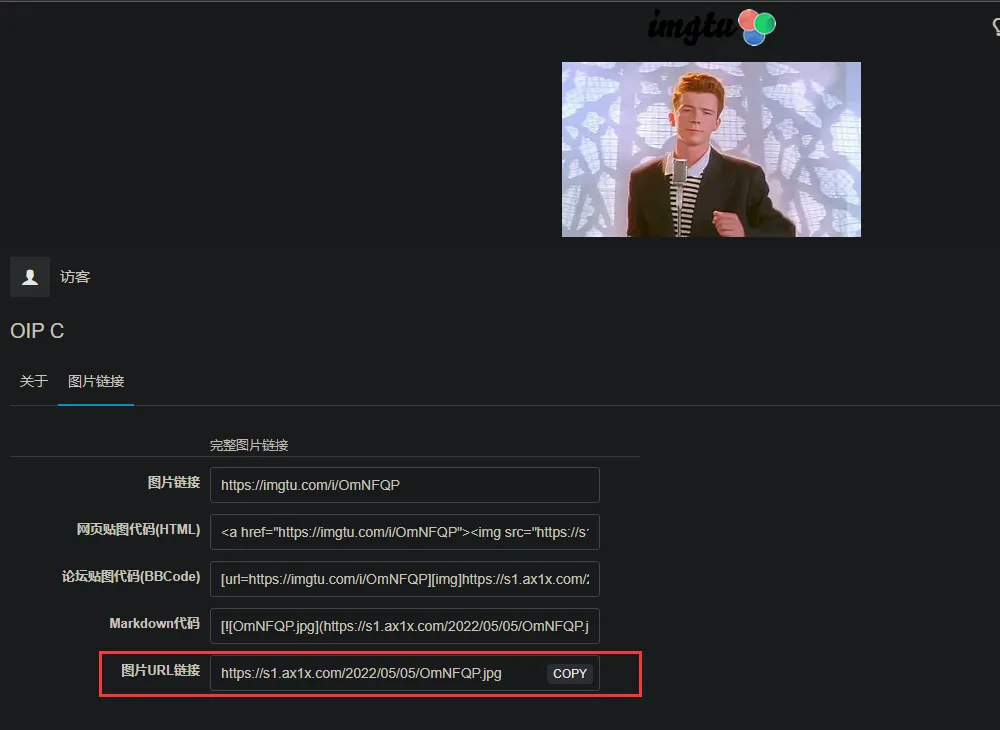 imgtu
访客
OIP C
关于 图片链接
完整图片链接
图片链接 https://imgtu.com/i/OmNFQP
网页贴图代码(HTML) <a href="https://imgtu.com/i/OmNFQP"><img src="https://s1
论坛贴图代码(BBCode) [url=https://imgtu.com/i/OmNFQP][img]https://s1.ax1x.com/2
Markdown代码 [![OmNFQP.jpg](https://s1.ax1x.com/2022/05/05/OmNFQP.j
图片URL链接 https://s1.ax1x.com/2022/05/05/OmNFQP.jpg COPY